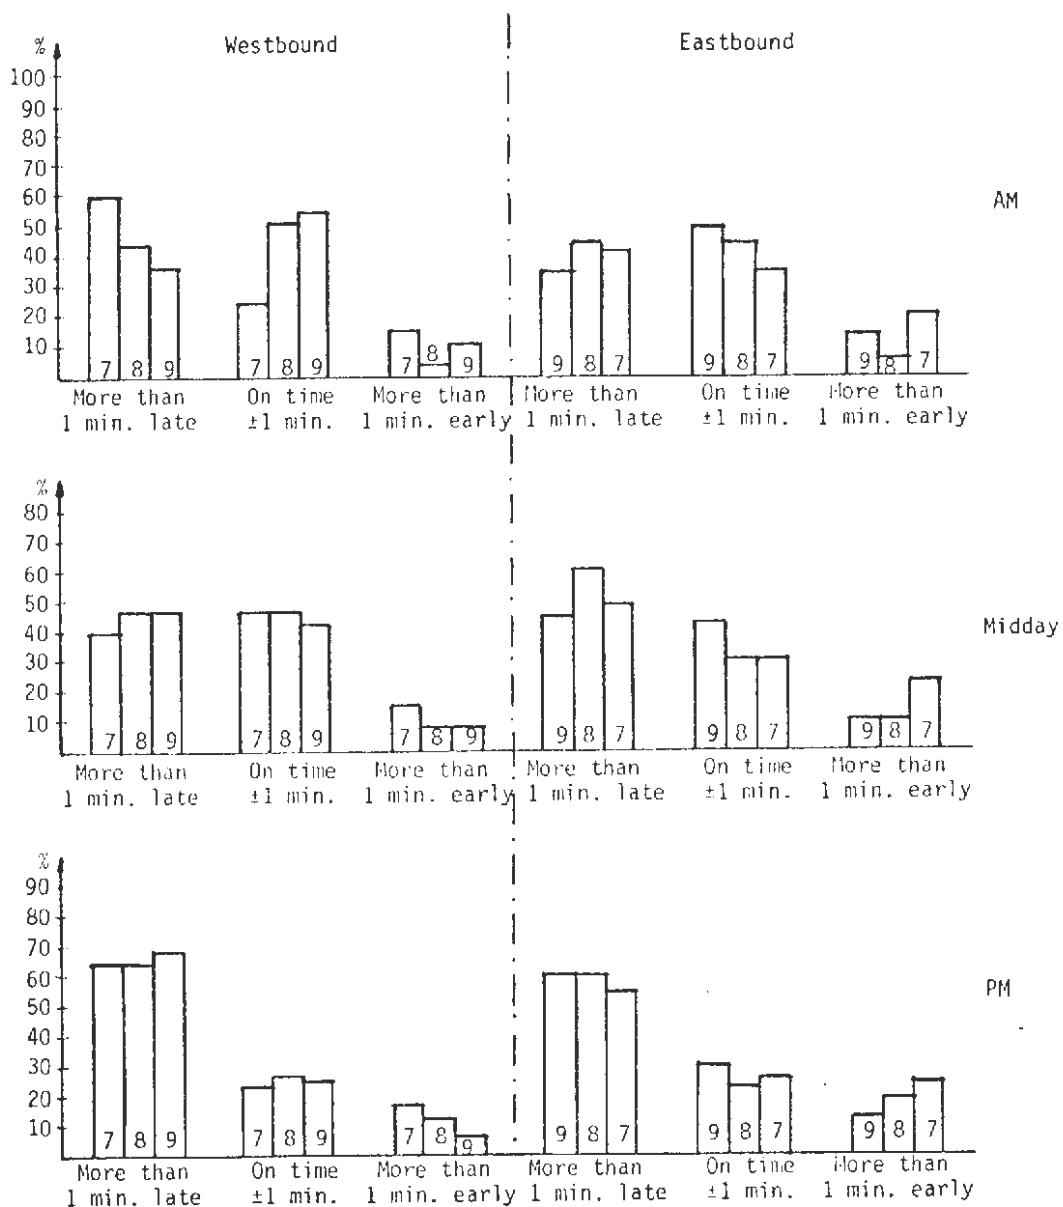 Westbound
Eastbound
%
100
90
80
70
60
50
40
30
20
10
AM
7 8 9
7 8 9
7 8 9
9 8 7
9 8 7
9 8 7
More than
1 min. late
On time
±1 min.
More than
1 min. early
More than
1 min. late
On time
±1 min.
More than
1 min. early
%
80
70
60
50
40
30
20
10
Midday
7 8 9
7 8 9
7 8 9
9 8 7
9 8 7
9 8 7
More than
1 min. late
On time
±1 min.
More than
1 min. early
More than
1 min. late
On time
±1 min.
More than
1 min. early
%
90
80
70
60
50
40
30
20
10
PM
7 8 9
7 8 9
7 8 9
9 8 7
9 8 7
9 8 7
More than
1 min. late
On time
±1 min.
More than
1 min. early
More than
1 min. late
On time
±1 min.
More than
1 min. early